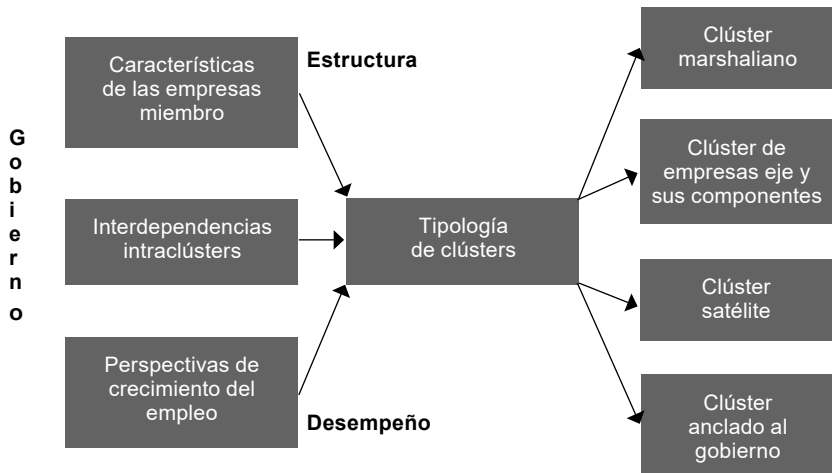 Gobierno
Características
de las empresas
miembro
Estructura
Interdependencias
intraclústers
Perspectivas de
crecimiento del
empleo
Desempeño
Tipología
de clústers
Clúster
marshaliano
Clúster de
empresas eje y
sus componentes
Clúster
satélite
Clúster
anclado al
gobierno